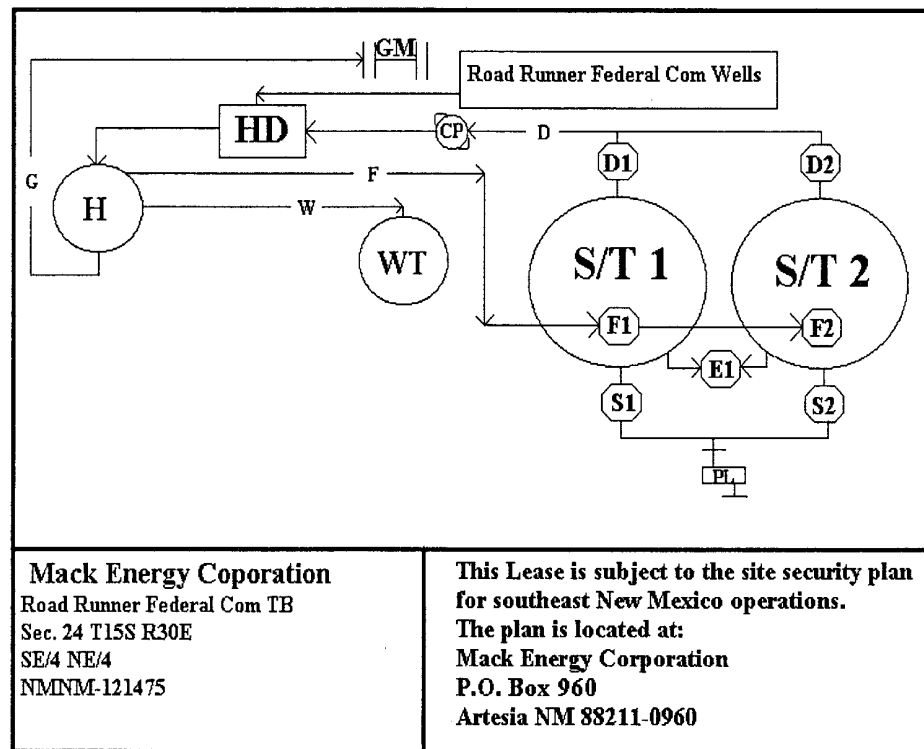 GM
Road Runner Federal Com Wells
HD
CP
D
D1
D2
G
F
H
W
WT
S/T 1
S/T 2
F1
F2
E1
S1
S2
PL
Mack Energy Coporation
Road Runner Federal Com TB
Sec. 24 T15S R30E
SE/4 NE/4
NMNM-121475
This Lease is subject to the site security plan
for southeast New Mexico operations.
The plan is located at:
Mack Energy Corporation
P.O. Box 960
Artesia NM 88211-0960